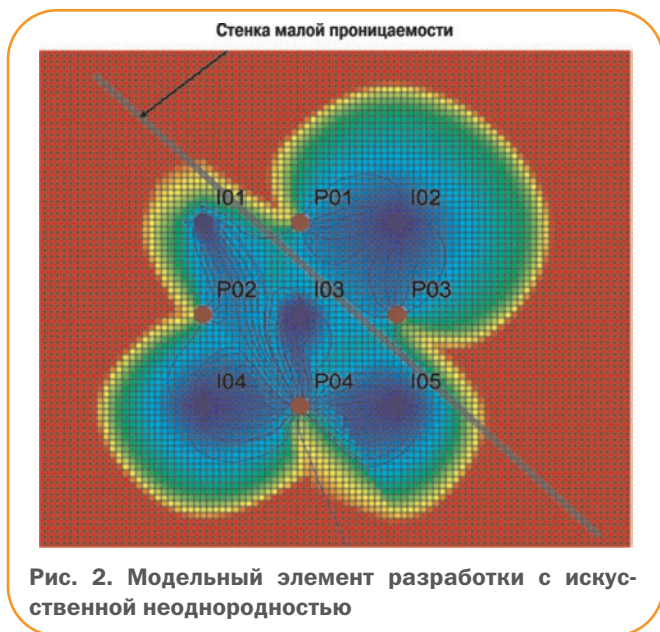 Стенка малой проницаемости
I01 P01 I02
P02 I03 P03
I04 P04 I05
Рис. 2. Модельный элемент разработки с искус-
ственной неоднородностью